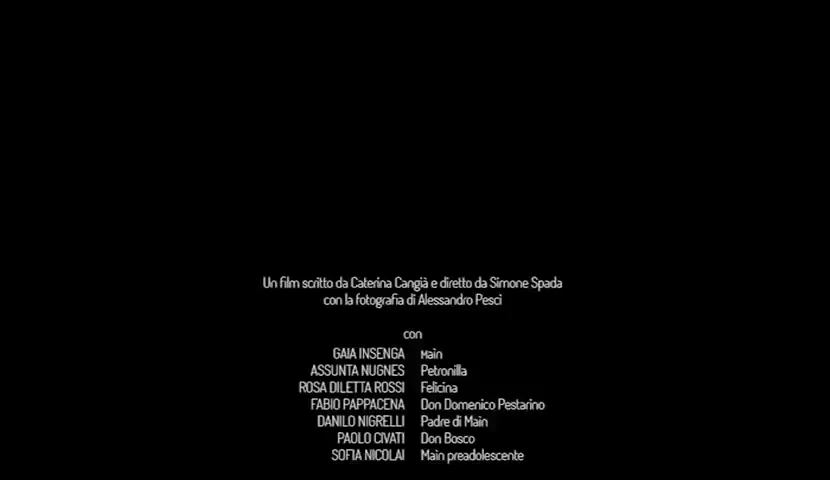 Un film scritto da Caterina Cangià e diretto da Simone Spada
con la fotografia di Alessandro Pesci
con
GAIA INSENGA Main
ASSUNTA NUGNES Petronilla
ROSA DILETTA ROSSI Felicina
FABIO PAPPACENA Don Domenico Pestarino
DANILO NIGRELLI Padre di Main
PAOLO CIVATI Don Bosco
SOFIA NICOLAI Main preadolescente